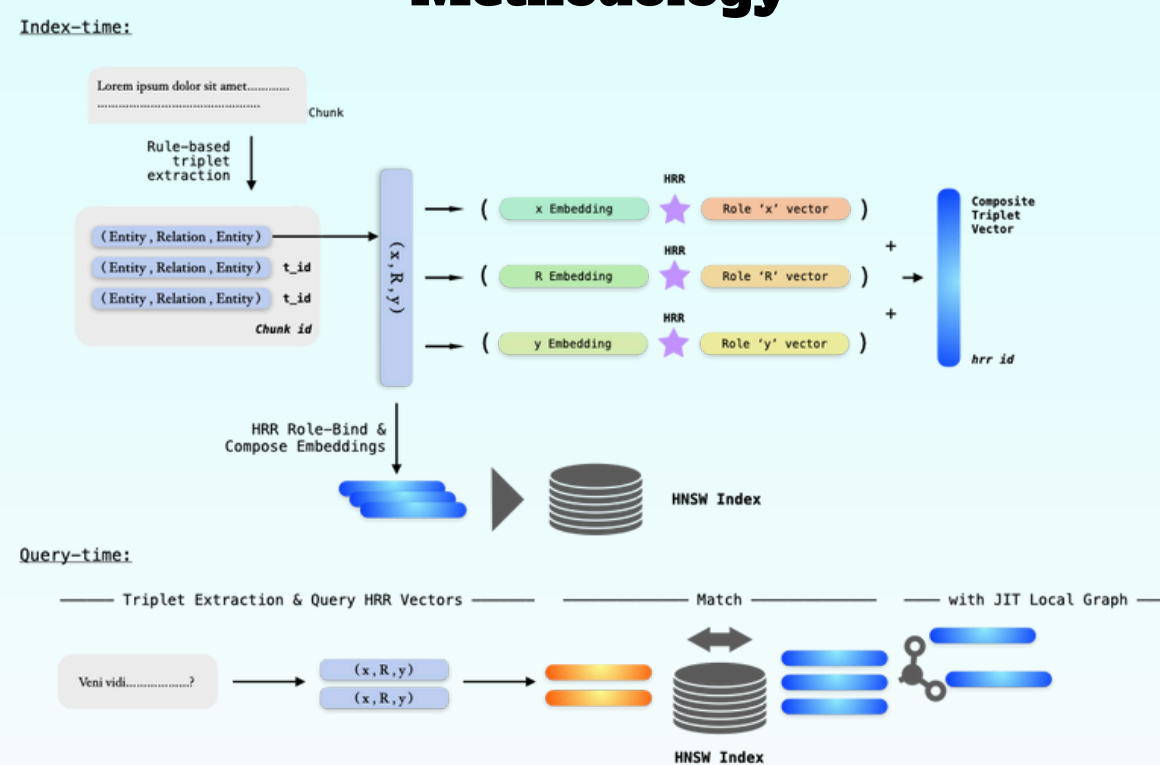 Methodology
Index-time:
Lorem ipsum dolor sit amet..............
.......................................................
Chunk
Rule-based
triplet
extraction
(Entity, Relation, Entity)
(Entity, Relation, Entity) t_id
(Entity, Relation, Entity) t_id
Chunk id
(x, R, y)
HRR
( x Embedding ★ Role ‘x’ vector )
+
HRR
( R Embedding ★ Role ‘R’ vector )
+
HRR
( y Embedding ★ Role ‘y’ vector )
Composite
Triplet
Vector
hrr id
HRR Role-Bind &
Compose Embeddings
HNSW Index
Query-time:
Triplet Extraction & Query HRR Vectors
Match
with JIT Local Graph
Veni vidi.....................?
(x, R, y)
(x, R, y)
HNSW Index